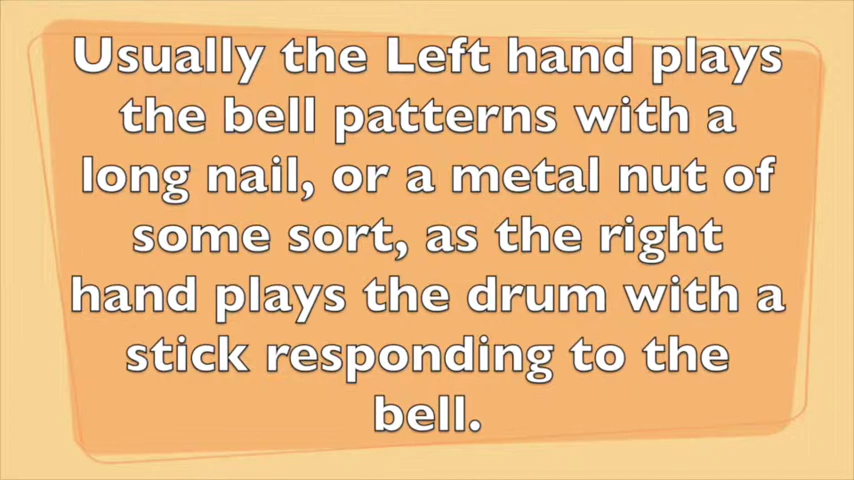 Usually the Left hand plays
the bell patterns with a
long nail, or a metal nut of
some sort, as the right
hand plays the drum with a
stick responding to the
bell.